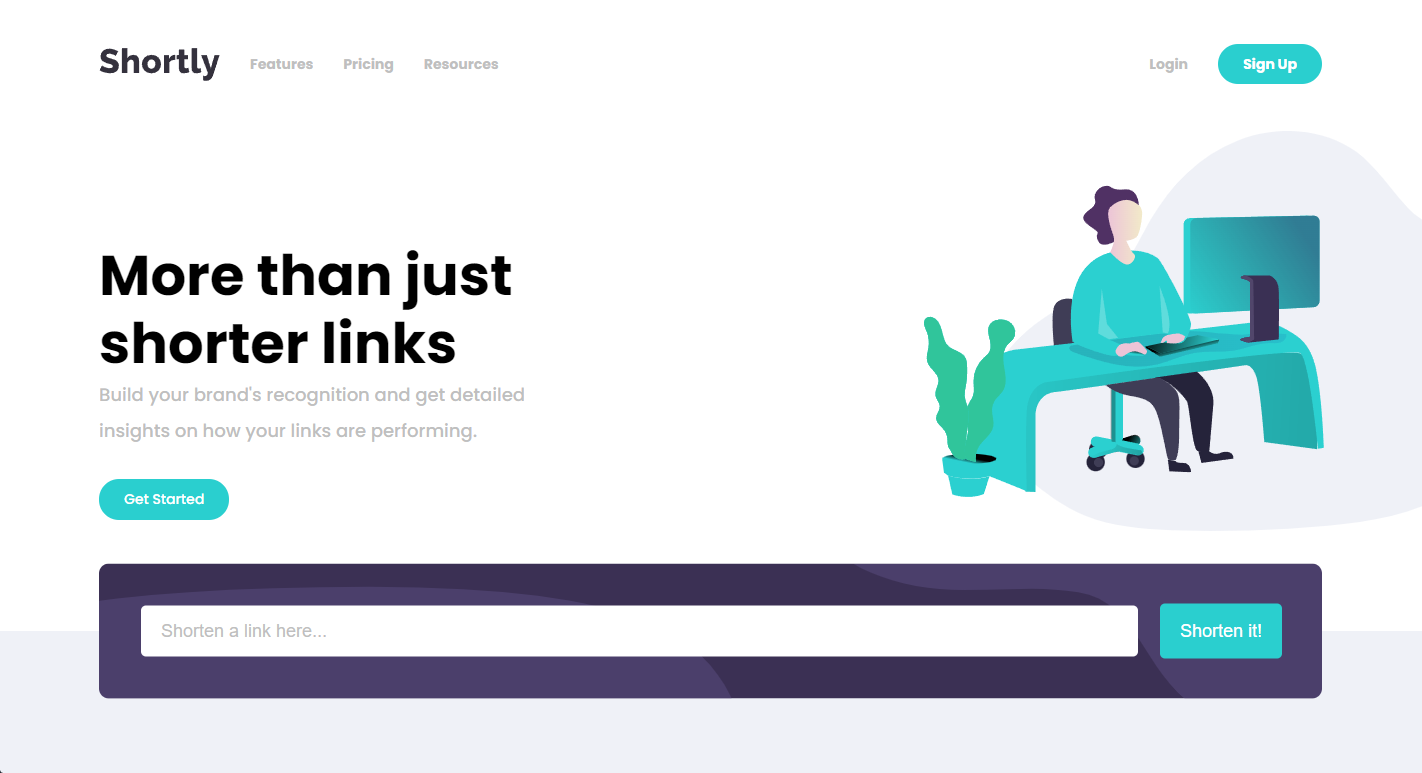 Shortly Features Pricing Resources Login Sign Up
More than just
shorter links
Build your brand's recognition and get detailed
insights on how your links are performing.
Get Started
Shorten a link here... Shorten it!